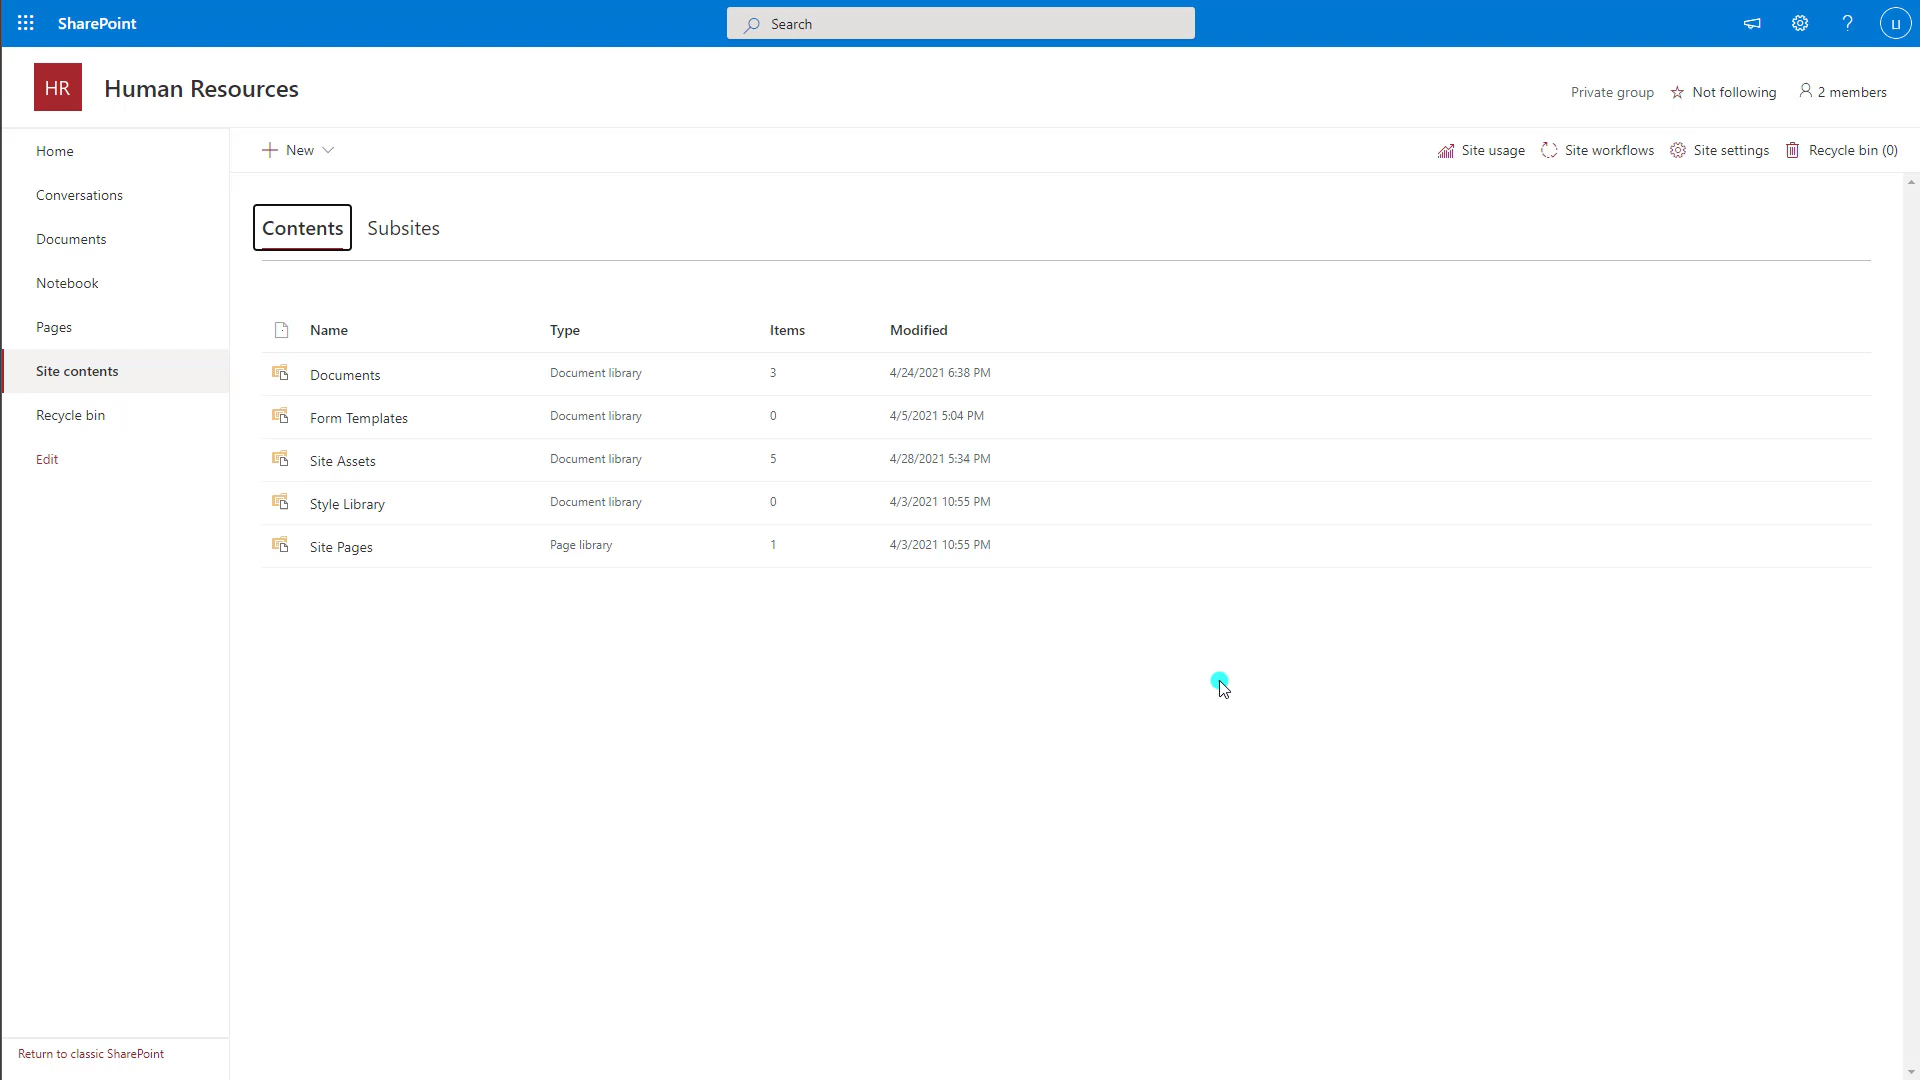 SharePoint
Search
u
HR
Human Resources
Private group
Not following
2 members
Home
Conversations
Documents
Notebook
Pages
Site contents
Recycle bin
Edit
New
Site usage
Site workflows
Site settings
Recycle bin (0)
Contents Subsites
Name Type Items Modified
Documents Document library 3 4/24/2021 6:38 PM
Form Templates Document library 0 4/5/2021 5:04 PM
Site Assets Document library 5 4/28/2021 5:34 PM
Style Library Document library 0 4/3/2021 10:55 PM
Site Pages Page library 1 4/3/2021 10:55 PM
Return to classic SharePoint